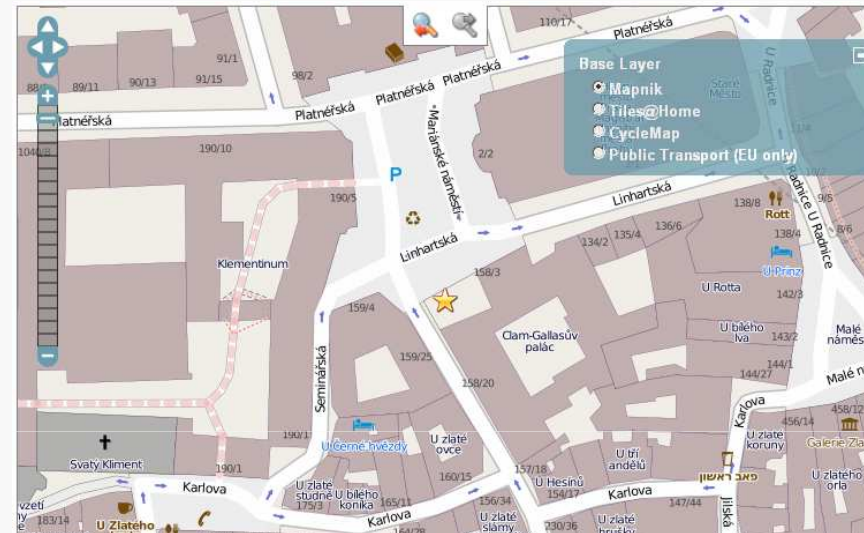 110/17
Platnéřská
Base Layer
Mapnik
Tiles@Home
CycleMap
Public Transport (EU only)
U Radnice
Staré
Městu
91/1
98/2
90/13
91/15
89/11
Platnéřská
Platnéřská
Platnéřská
Platnéřská
Mariánské náměstí
2/2
190/10
P
190/5
Linhartská
138/8
9/5
8/6
Rott
U Radnice
U Radnice
138/4
136/6
135/4
134/2
Linhartská
Klementinum
158/3
U Prinz
142/3
U Rotta
159/4
Clam-Gallasův
palác
U bílého
lva
143/2
Malé
144/1
144/27
159/25
158/20
Seminářská
Malé n
Karlova
458/12
456/14
Galerie Zla
U Černé hvězdy
U zlaté
ovce
U zlaté
koruny
Svatý Kliment
190/1
160/15
157/18
U tří
andělů
פאב ראשון
U zlatého
orla
Karlova
U zlaté
studně
175/3
U bílého
koníka
165/11
156/34
U Hesínů
154/17
Karlova
147/44
Jilská
183/14
U Zlatého
Karlova
164/28
U zlaté
slámy
230/36
U zlaté
hrušky